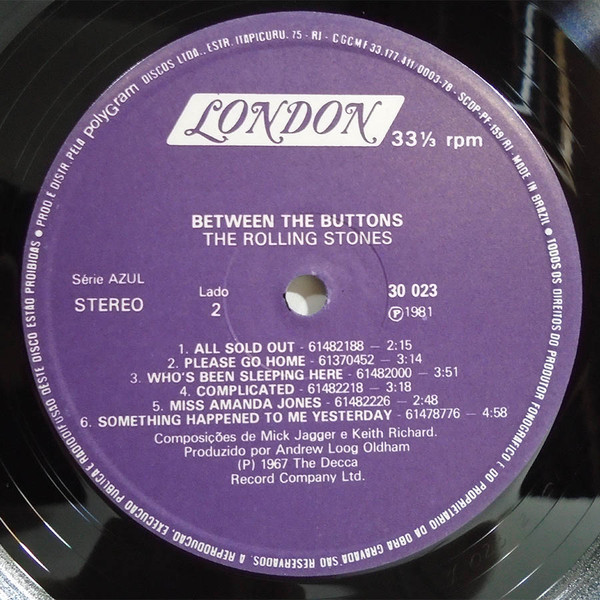 PROD E DISTR. PELA polyGram DISCOS LTDA., ESTR. ITAPICURU, 75 - RJ - CGCMF 33.177.411/0003-78 - SCDP-PF-159/RJ - MADE IN BRAZIL ● TODOS OS DIREITOS DO PRODUTOR FONOGRÁFICO E DO PROPRIETARIO DA OBRA GRAVADA SÃO RESERVADOS. A REPRODUÇÃO, EXECUÇÃO PÚBLICA E RADIODIFUSÃO DESTE DISCO ESTÃO PROIBIDAS ●
LONDON
33⅓ rpm
BETWEEN THE BUTTONS
THE ROLLING STONES
Série AZUL
STEREO
Lado
2
30 023
Ⓟ1981
1. ALL SOLD OUT - 61482188 — 2:15
2. PLEASE GO HOME - 61370452 — 3:14
3. WHO'S BEEN SLEEPING HERE - 61482000 — 3:51
4. COMPLICATED - 61482218 — 3:18
5. MISS AMANDA JONES - 61482226 — 2:48
6. SOMETHING HAPPENED TO ME YESTERDAY - 61478776 — 4:58
Composições de Mick Jagger e Keith Richard.
Produzido por Andrew Loog Oldham
(P) 1967 The Decca
Record Company Ltd.